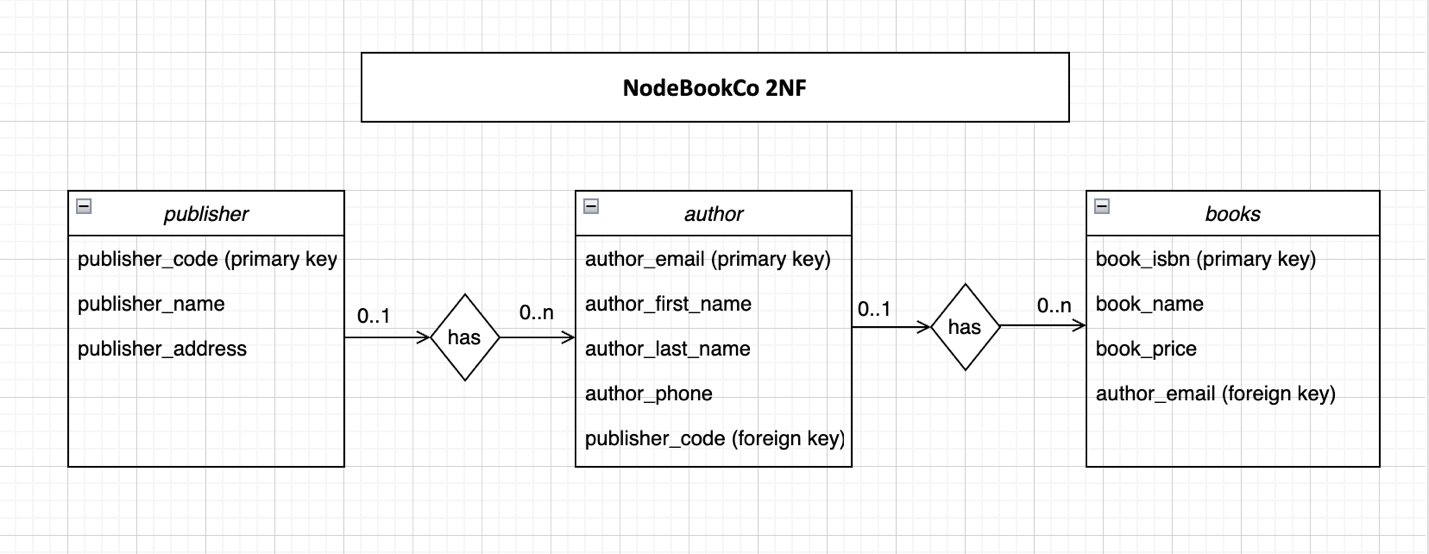 NodeBookCo 2NF
publisher
publisher_code (primary key
publisher_name
publisher_address
0..1
has
0..n
author
author_email (primary key)
author_first_name
author_last_name
author_phone
publisher_code (foreign key)
0..1
has
0..n
books
book_isbn (primary key)
book_name
book_price
author_email (foreign key)